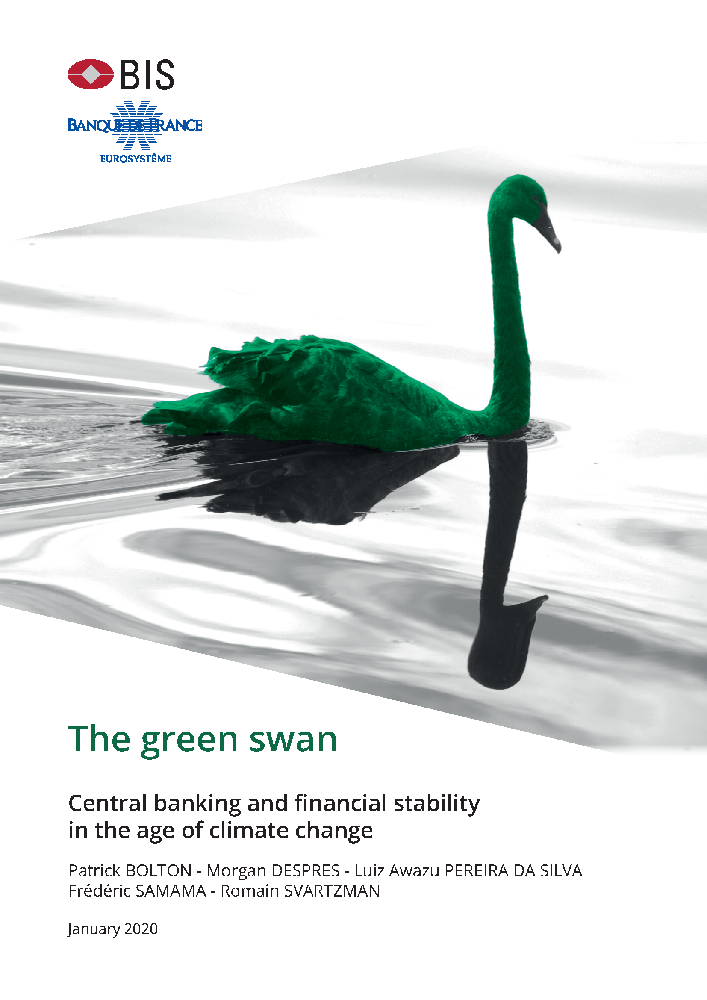 BIS
BANQUE DE FRANCE
EUROSYSTÈME
The green swan
Central banking and financial stability
in the age of climate change
Patrick BOLTON - Morgan DESPRES - Luiz Awazu PEREIRA DA SILVA
Frédéric SAMAMA - Romain SVARTZMAN
January 2020